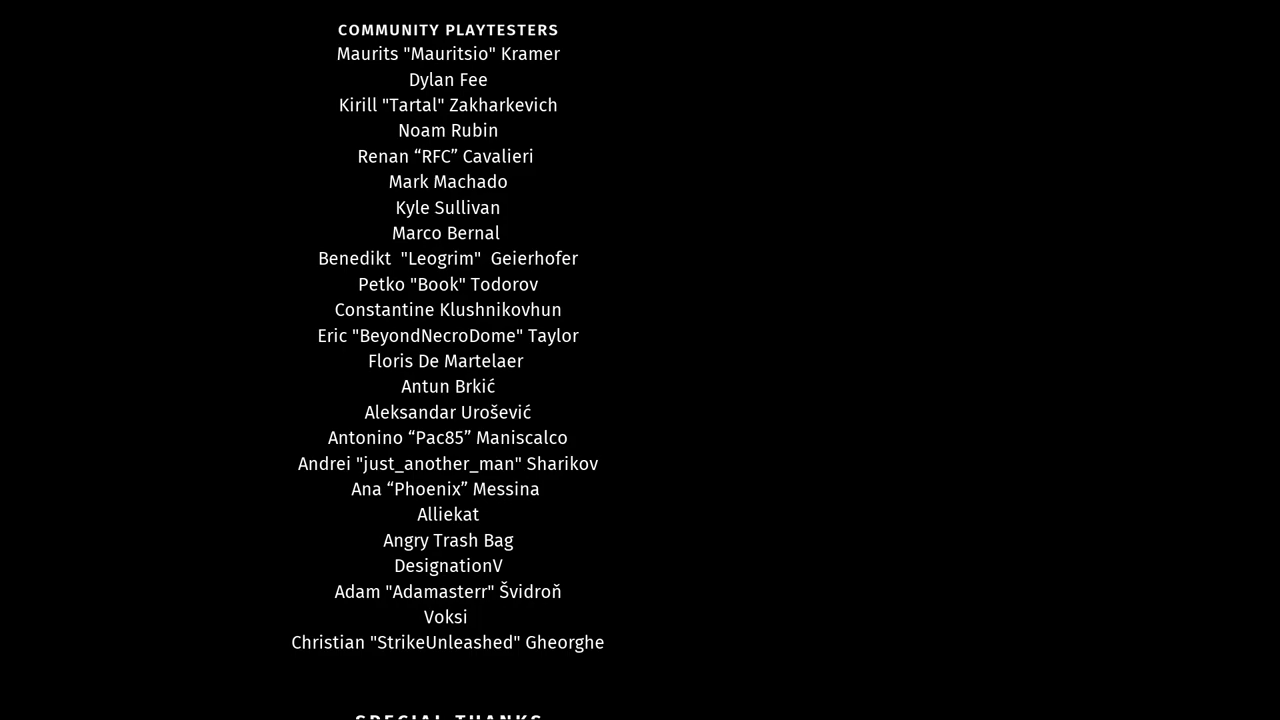 COMMUNITY PLAYTESTERS
Maurits "Mauritsio" Kramer
Dylan Fee
Kirill "Tartal" Zakharkevich
Noam Rubin
Renan “RFC” Cavalieri
Mark Machado
Kyle Sullivan
Marco Bernal
Benedikt  "Leogrim"  Geierhofer
Petko "Book" Todorov
Constantine Klushnikovhun
Eric "BeyondNecroDome" Taylor
Floris De Martelaer
Antun Brkić
Aleksandar Urošević
Antonino “Pac85” Maniscalco
Andrei "just_another_man" Sharikov
Ana “Phoenix” Messina
Alliekat
Angry Trash Bag
DesignationV
Adam "Adamasterr" Švidroň
Voksi
Christian "StrikeUnleashed" Gheorghe
SPECIAL THANKS